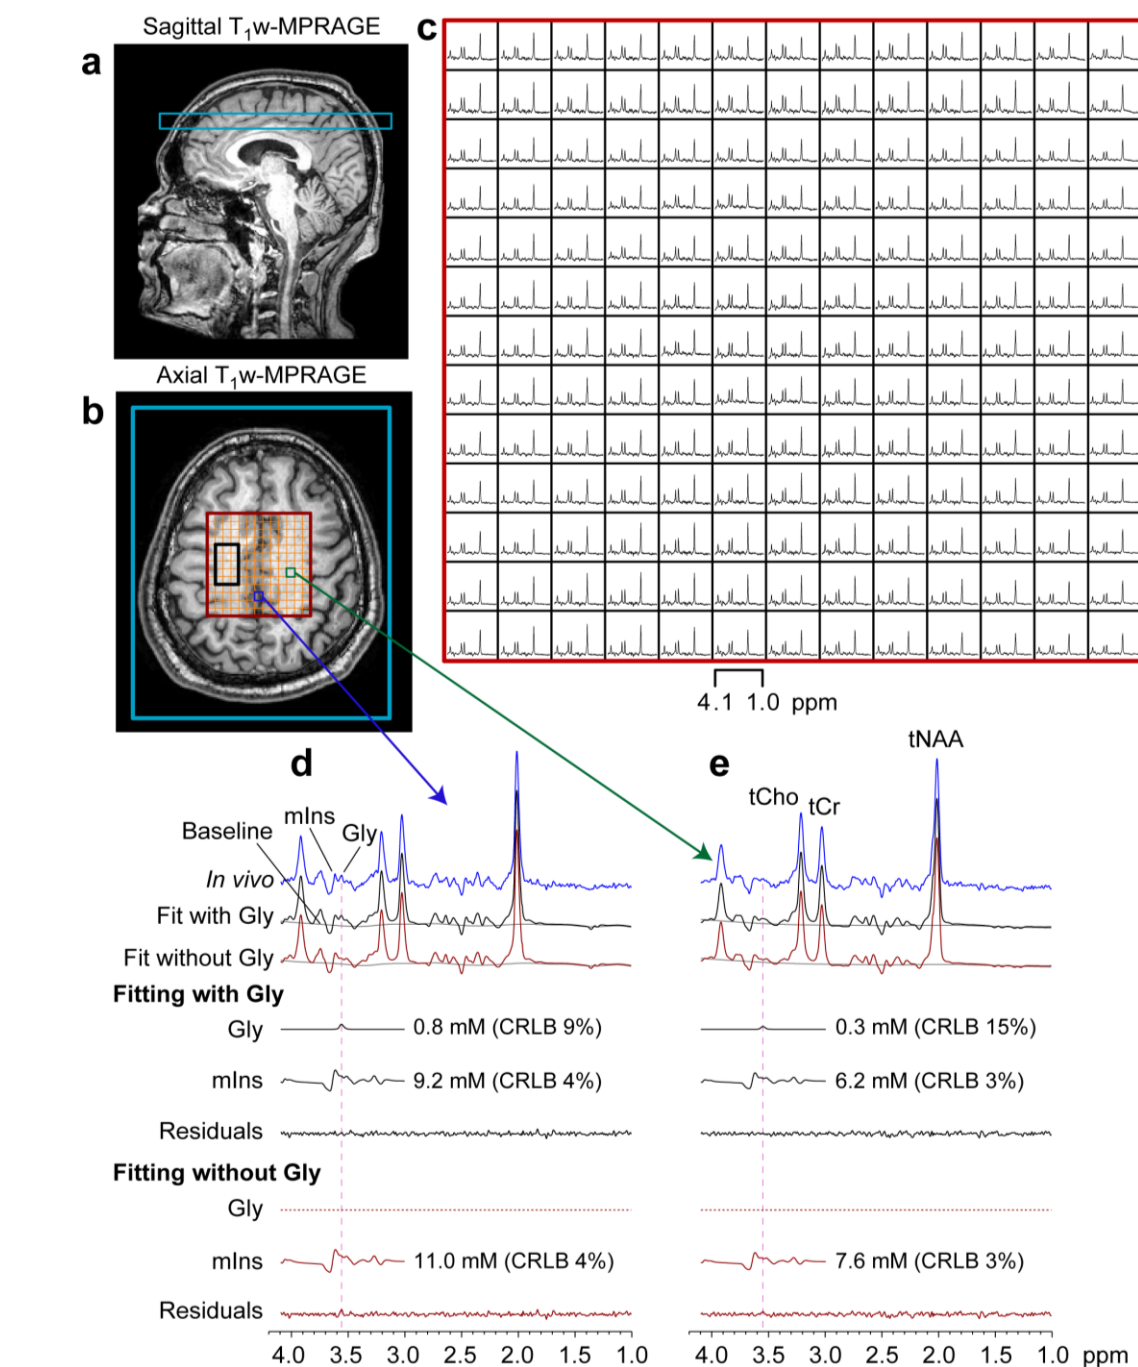 Sagittal T1w-MPRAGE
a
c
Axial T1w-MPRAGE
b
4.1 1.0 ppm
d
e
tNAA
tCho
tCr
mIns
Gly
Baseline
In vivo
Fit with Gly
Fit without Gly
Fitting with Gly
Gly
0.8 mM (CRLB 9%)
0.3 mM (CRLB 15%)
mIns
9.2 mM (CRLB 4%)
6.2 mM (CRLB 3%)
Residuals
Fitting without Gly
Gly
mIns
11.0 mM (CRLB 4%)
7.6 mM (CRLB 3%)
Residuals
4.0 3.5 3.0 2.5 2.0 1.5 1.0
4.0 3.5 3.0 2.5 2.0 1.5 1.0 ppm